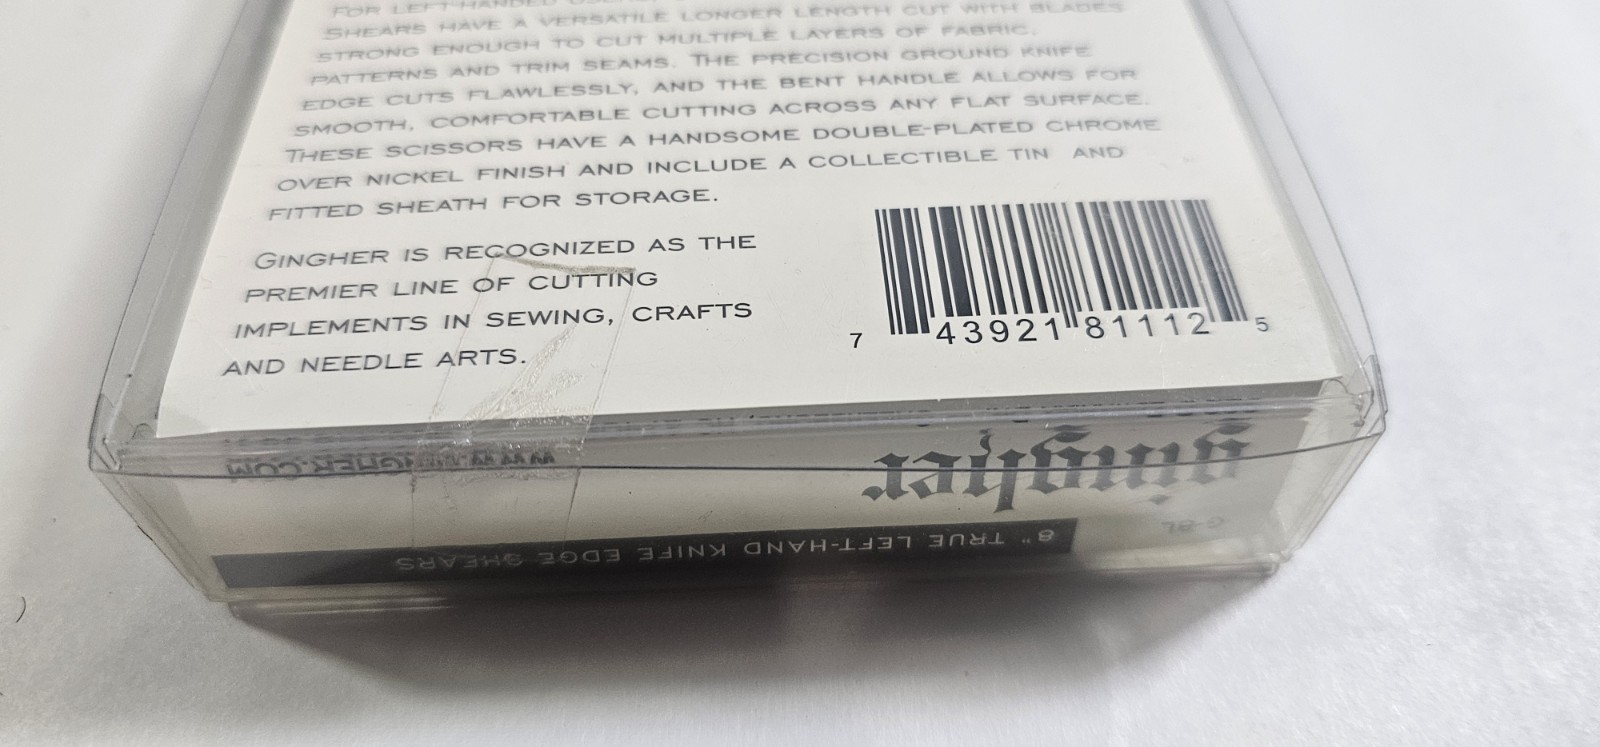 FOR LEFT-HANDED
SHEARS HAVE A VERSATILE LONGER LENGTH CUT WITH BLADES
STRONG ENOUGH TO CUT MULTIPLE LAYERS OF FABRIC,
PATTERNS AND TRIM SEAMS. THE PRECISION GROUND KNIFE
EDGE CUTS FLAWLESSLY, AND THE BENT HANDLE ALLOWS FOR
SMOOTH, COMFORTABLE CUTTING ACROSS ANY FLAT SURFACE.
THESE SCISSORS HAVE A HANDSOME DOUBLE-PLATED CHROME
OVER NICKEL FINISH AND INCLUDE A COLLECTIBLE TIN AND
FITTED SHEATH FOR STORAGE.
GINGHER IS RECOGNIZED AS THE
PREMIER LINE OF CUTTING
IMPLEMENTS IN SEWING, CRAFTS
AND NEEDLE ARTS.
7 43921 81112 5
WWW.GINGHER.COM
gingher
G-8L
8" TRUE LEFT-HAND KNIFE EDGE SHEARS